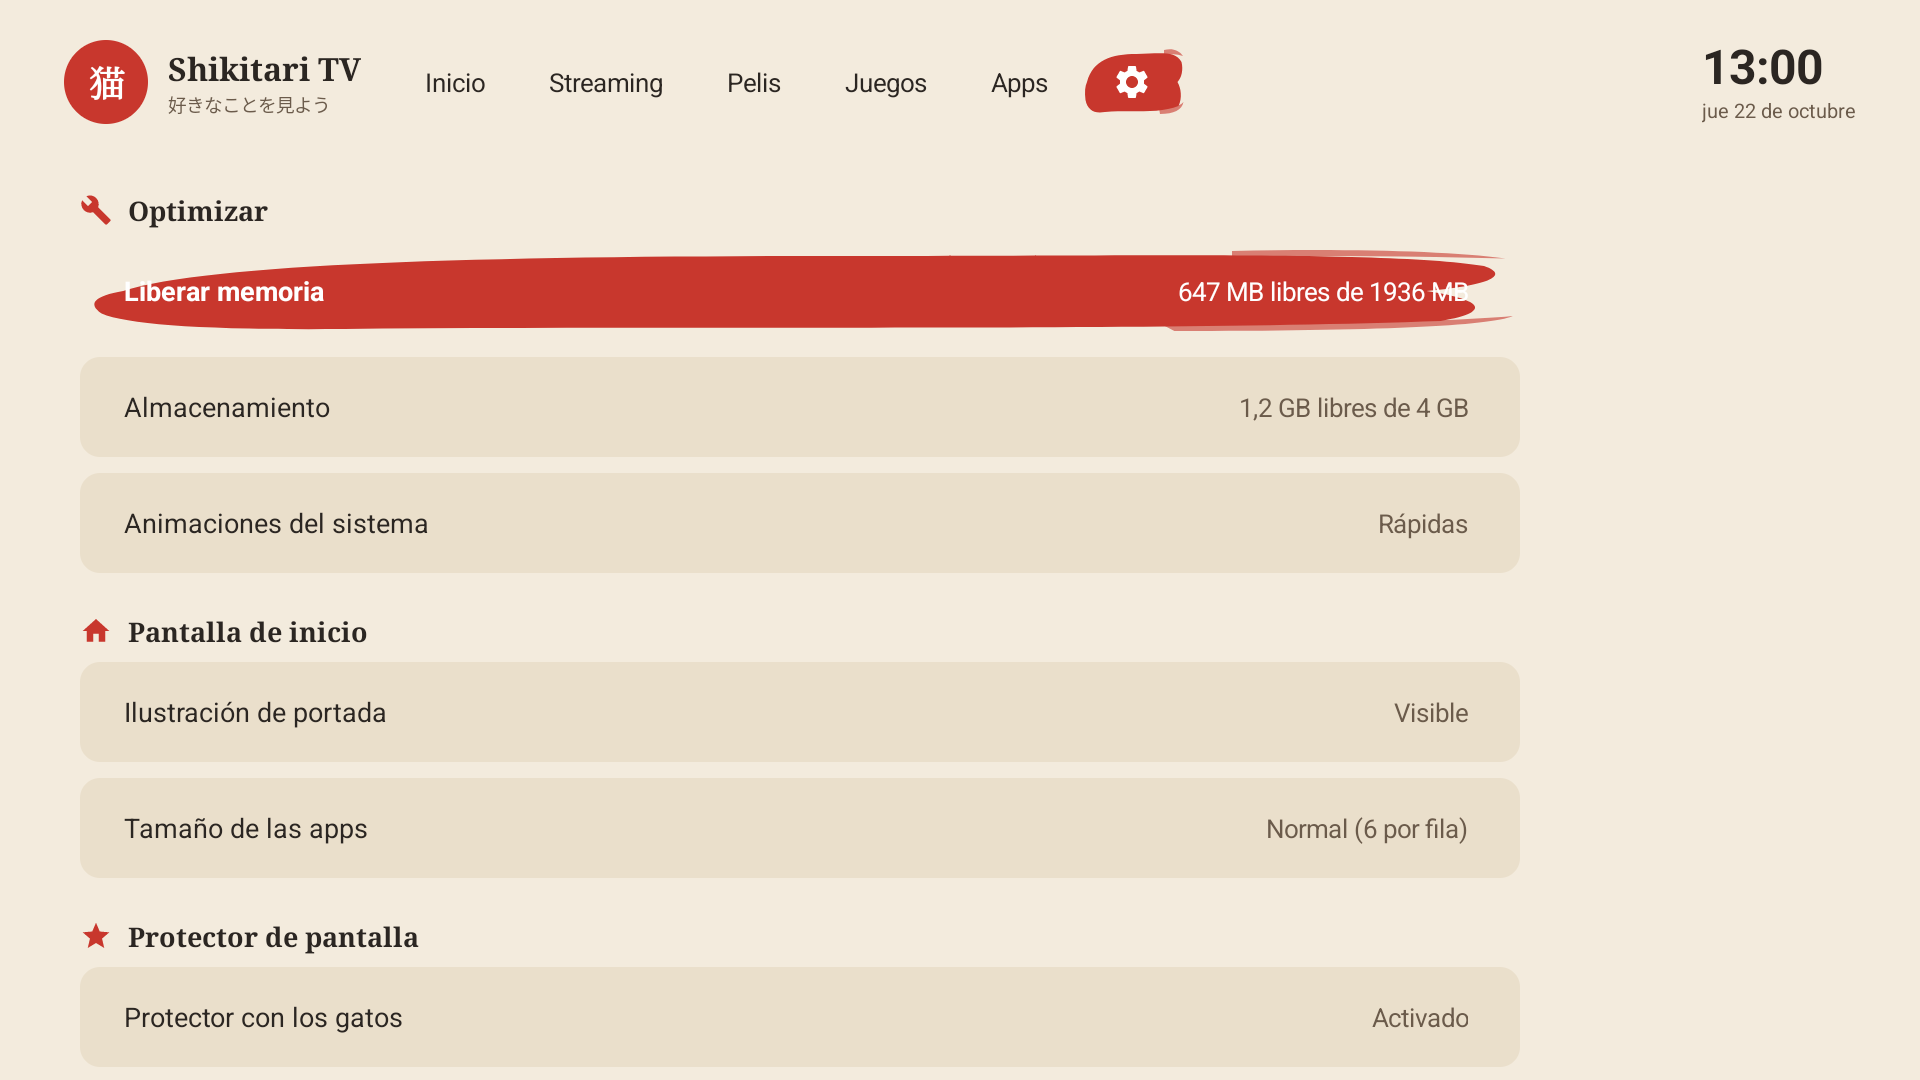 猫
Shikitari TV
好きなことを見よう
Inicio
Streaming
Pelis
Juegos
Apps
13:00
jue 22 de octubre
Optimizar
Liberar memoria
647 MB libres de 1936 MB
Almacenamiento
1,2 GB libres de 4 GB
Animaciones del sistema
Rápidas
Pantalla de inicio
Ilustración de portada
Visible
Tamaño de las apps
Normal (6 por fila)
Protector de pantalla
Protector con los gatos
Activado